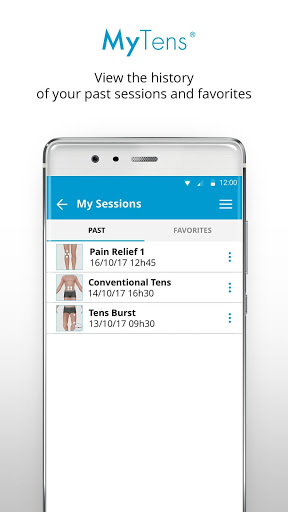 MyTens®
View the history
of your past sessions and favorites
12:00
My Sessions
PAST
FAVORITES
Pain Relief 1
16/10/17 12h45
Conventional Tens
14/10/17 16h30
Tens Burst
13/10/17 09h30